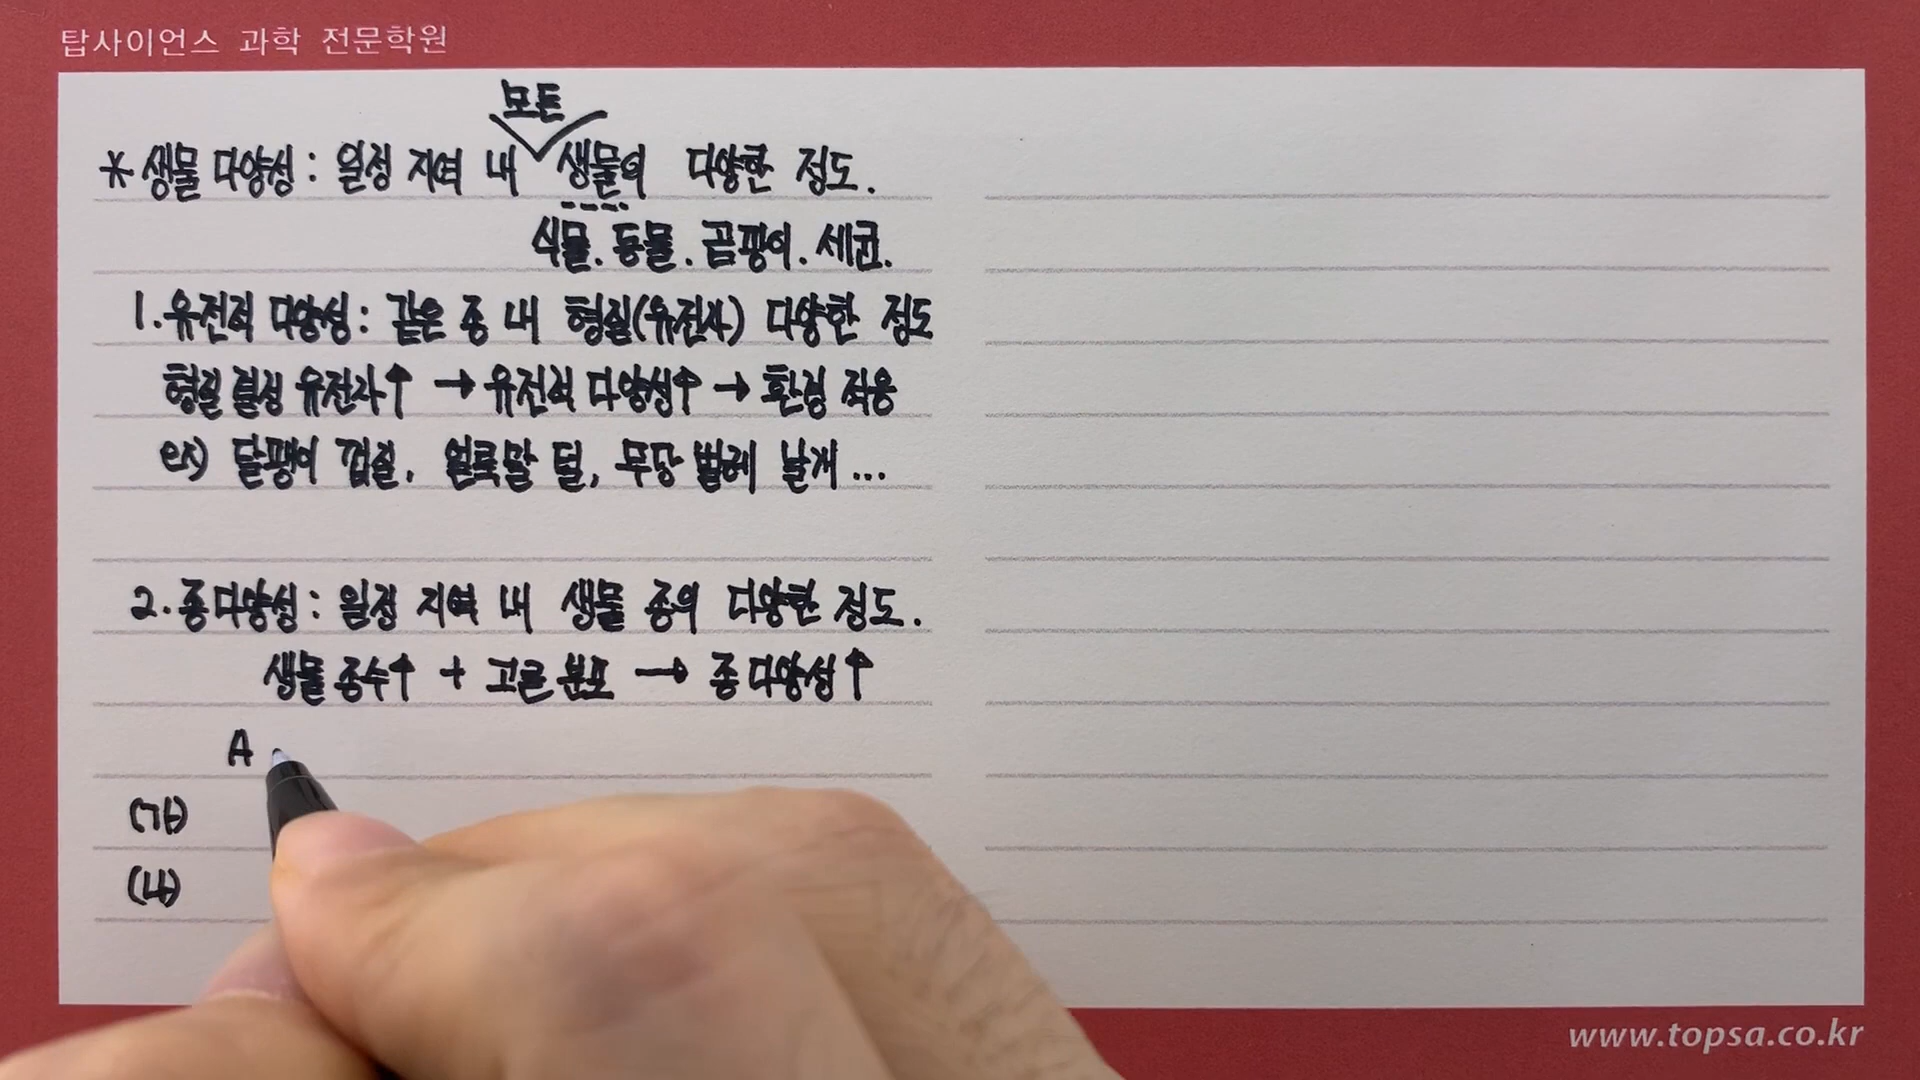 탑사이언스 과학 전문학원
모든
* 생물 다양성 : 일정 지역 내 생물의 다양한 정도.
식물. 동물. 곰팡이. 세균.
1. 유전적 다양성 : 같은 종 내 형질(유전자) 다양한 정도
형질 결정 유전자↑ → 유전적 다양성↑ → 환경 적응
ex) 달팽이 껍질, 얼룩말 털, 무당벌레 날개 ...
2. 종 다양성 : 일정 지역 내 생물 종의 다양한 정도.
생물 종수↑ + 고른 분포 → 종 다양성↑
A
(가)
(나)
www.topsa.co.kr